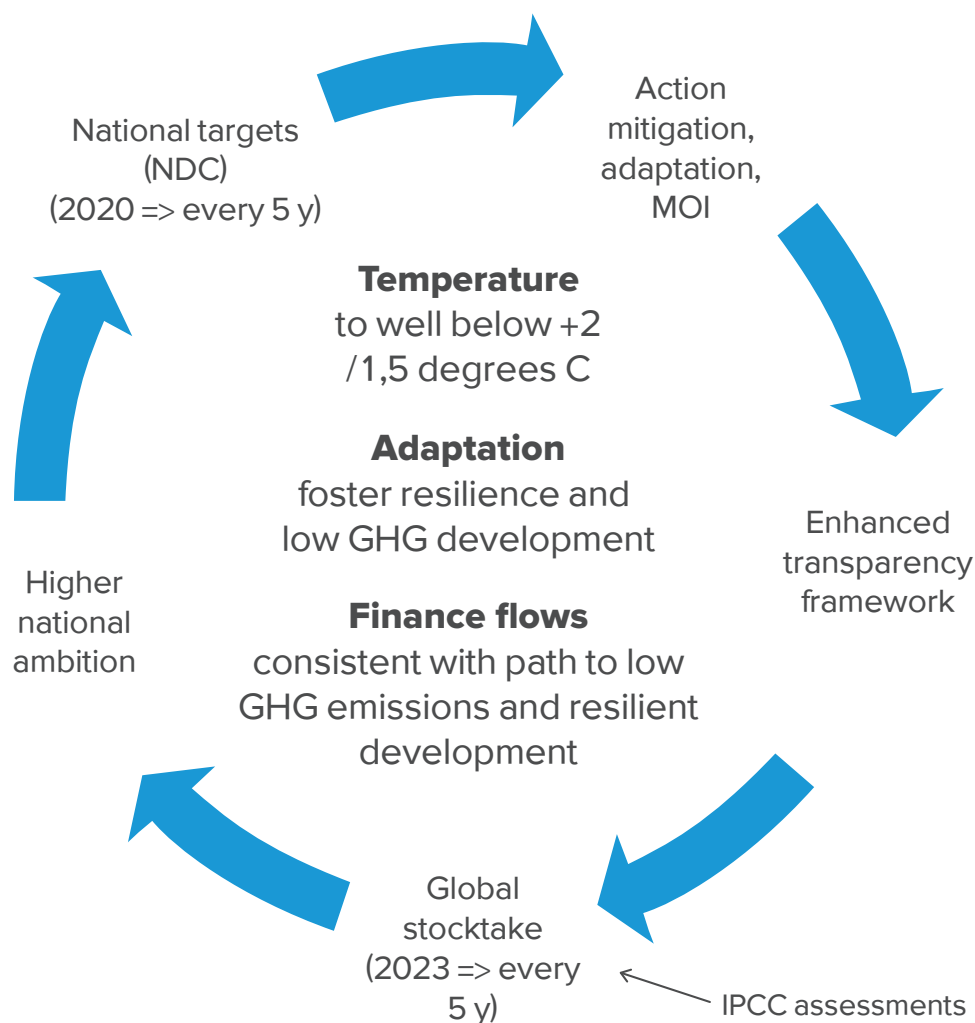 National targets
(NDC)
(2020 => every 5 y)
Action
mitigation,
adaptation,
MOI
Temperature
to well below +2
/1,5 degrees C
Adaptation
foster resilience and
low GHG development
Finance flows
consistent with path to low
GHG emissions and resilient
development
Enhanced
transparency
framework
Higher
national
ambition
Global
stocktake
(2023 => every
5 y)
IPCC assessments